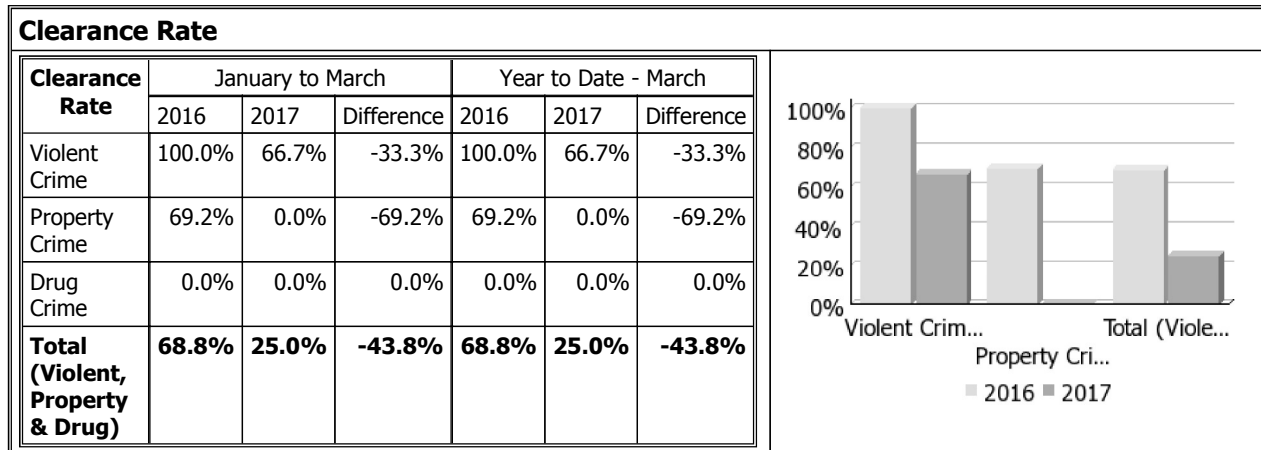 Clearance Rate
Clearance Rate January to March Year to Date - March
2016 2017 Difference 2016 2017 Difference
Violent Crime 100.0% 66.7% -33.3% 100.0% 66.7% -33.3%
Property Crime 69.2% 0.0% -69.2% 69.2% 0.0% -69.2%
Drug Crime 0.0% 0.0% 0.0% 0.0% 0.0% 0.0%
Total (Violent, Property & Drug) 68.8% 25.0% -43.8% 68.8% 25.0% -43.8%
100%
80%
60%
40%
20%
0%
Violent Crim... Total (Viole...
Property Cri...
2016 2017